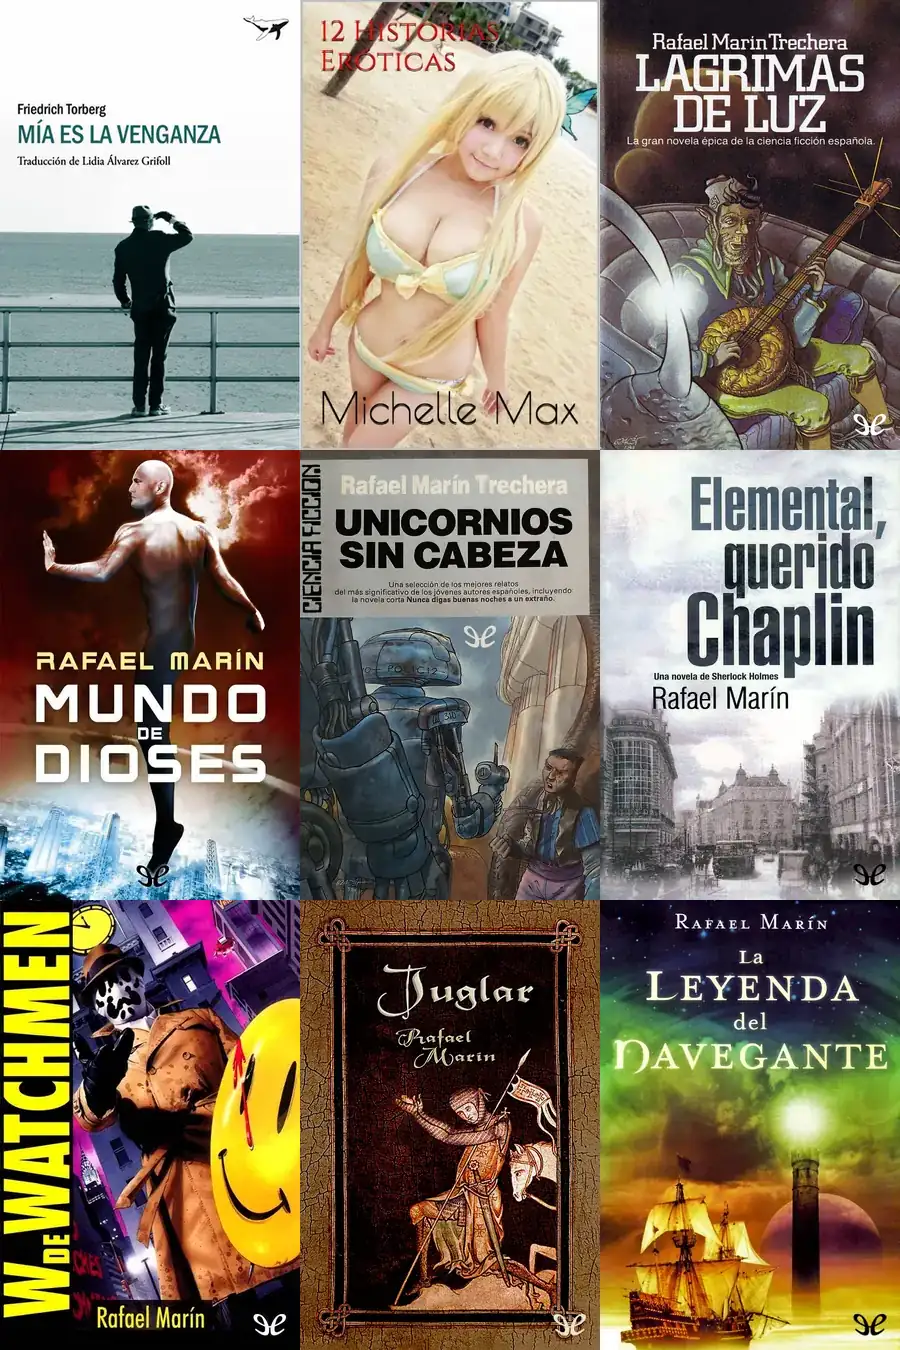 Friedrich Torberg
MÍA ES LA VENGANZA
Traducción de Lidia Álvarez Grifoll
12 HISTORIAS
ERÓTICAS
Michelle Max
Rafael Marín Trechera
LAGRIMAS
DE LUZ
La gran novela épica de la ciencia ficción española.
RAFAEL MARÍN
MUNDO
DE
DIOSES
CIENCIA FICCION
Rafael Marín Trechera
UNICORNIOS
SIN CABEZA
Una selección de los mejores relatos
del más significativo de los jóvenes autores españoles, incluyendo
la novela corta Nunca digas buenas noches a un extraño.
POLICIA
Elemental,
querido
Chaplin
Una novela de Sherlock Holmes
Rafael Marín
W DE WATCHMEN
Rafael Marín
Juglar
Rafael
Marín
RAFAEL MARÍN
La
LEYENDA
del
NAVEGANTE